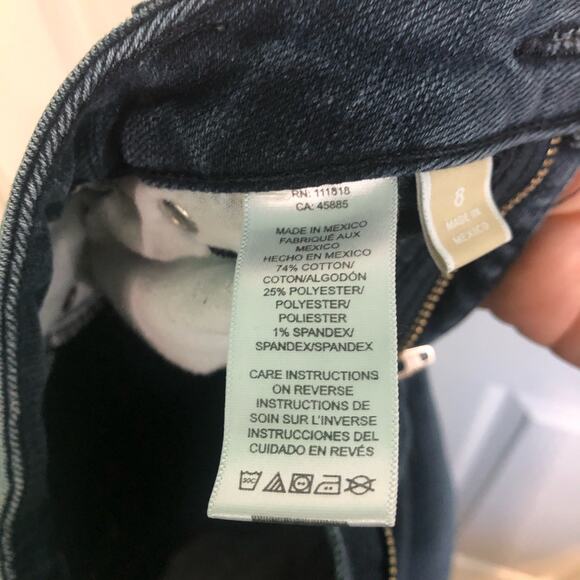 RN: 111818
CA: 45885
MADE IN MEXICO
FABRIQUÉ AUX
MEXICO
HECHO EN MEXICO
74% COTTON/
COTON/ALGODÓN
25% POLYESTER/
POLYESTER/
POLIESTER
1% SPANDEX/
SPANDEX/SPANDEX
CARE INSTRUCTIONS
ON REVERSE
INSTRUCTIONS DE
SOIN SUR L'INVERSE
INSTRUCCIONES DEL
CUIDADO EN REVÉS
30C
8
MADE IN
MEXICO